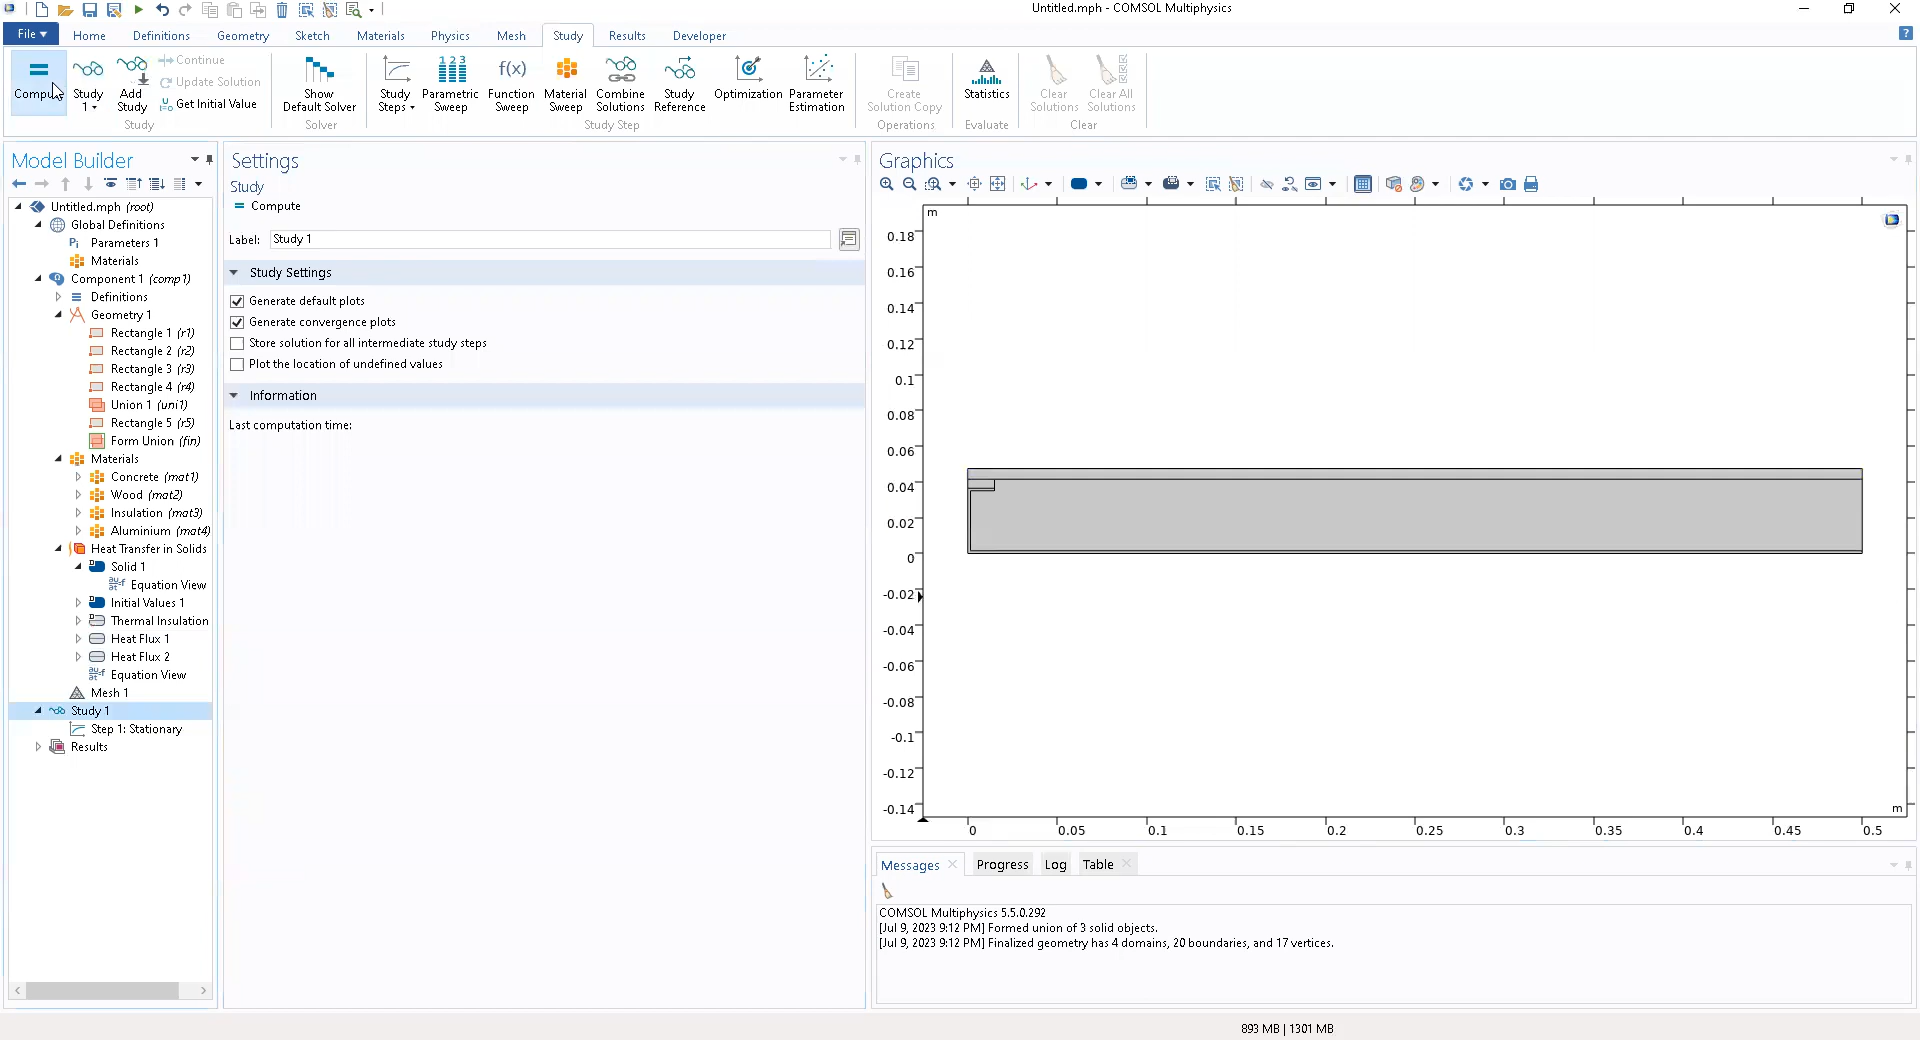 Untitled.mph - COMSOL Multiphysics
File Home Definitions Geometry Sketch Materials Physics Mesh Study Results Developer
Compute
Study 1
Add Study
Continue
Update Solution
Get Initial Value
Study
Show Default Solver
Solver
Study Steps
Parametric Sweep
Function Sweep
Material Sweep
Combine Solutions
Study Reference
Optimization
Parameter Estimation
Study Step
Create Solution Copy
Operations
Statistics
Evaluate
Clear Solutions
Clear All Solutions
Clear
Model Builder
Untitled.mph (root)
Global Definitions
Pi Parameters 1
Materials
Component 1 (comp1)
Definitions
Geometry 1
Rectangle 1 (r1)
Rectangle 2 (r2)
Rectangle 3 (r3)
Rectangle 4 (r4)
Union 1 (uni1)
Rectangle 5 (r5)
Form Union (fin)
Materials
Concrete (mat1)
Wood (mat2)
Insulation (mat3)
Aluminium (mat4)
Heat Transfer in Solids
Solid 1
Equation View
Initial Values 1
Thermal Insulation
Heat Flux 1
Heat Flux 2
Equation View
Mesh 1
Study 1
Step 1: Stationary
Results
Settings
Study
= Compute
Label: Study 1
Study Settings
Generate default plots
Generate convergence plots
Store solution for all intermediate study steps
Plot the location of undefined values
Information
Last computation time:
Graphics
m
0.18
0.16
0.14
0.12
0.1
0.08
0.06
0.04
0.02
0
-0.02
-0.04
-0.06
-0.08
-0.1
-0.12
-0.14
m
0 0.05 0.1 0.15 0.2 0.25 0.3 0.35 0.4 0.45 0.5
Messages Progress Log Table
COMSOL Multiphysics 5.5.0.292
[Jul 9, 2023 9:12 PM] Formed union of 3 solid objects.
[Jul 9, 2023 9:12 PM] Finalized geometry has 4 domains, 20 boundaries, and 17 vertices.
893 MB | 1301 MB